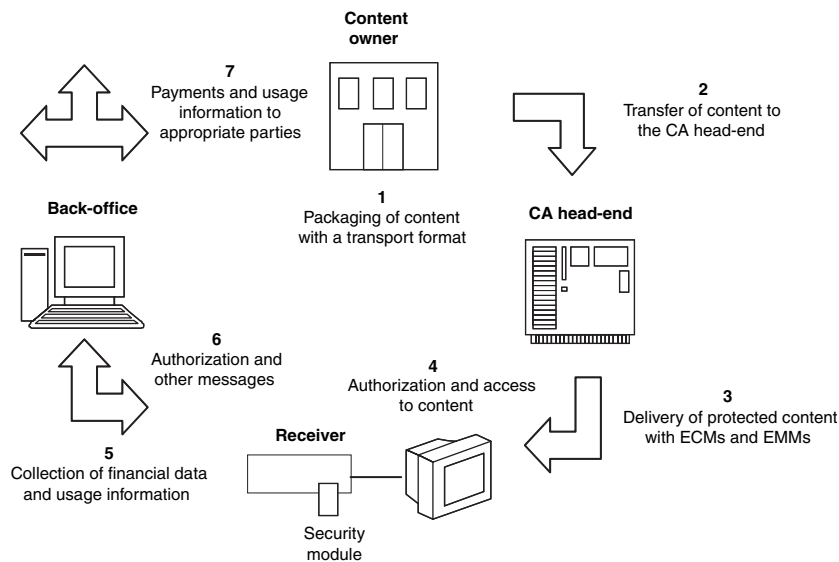 Content
owner
7
Payments and usage
information to
appropriate parties
2
Transfer of content to
the CA head-end
Back-office
1
Packaging of content
with a transport format
CA head-end
6
Authorization and
other messages
4
Authorization and access
to content
3
Delivery of protected content
with ECMs and EMMs
Receiver
5
Collection of financial data
and usage information
Security
module